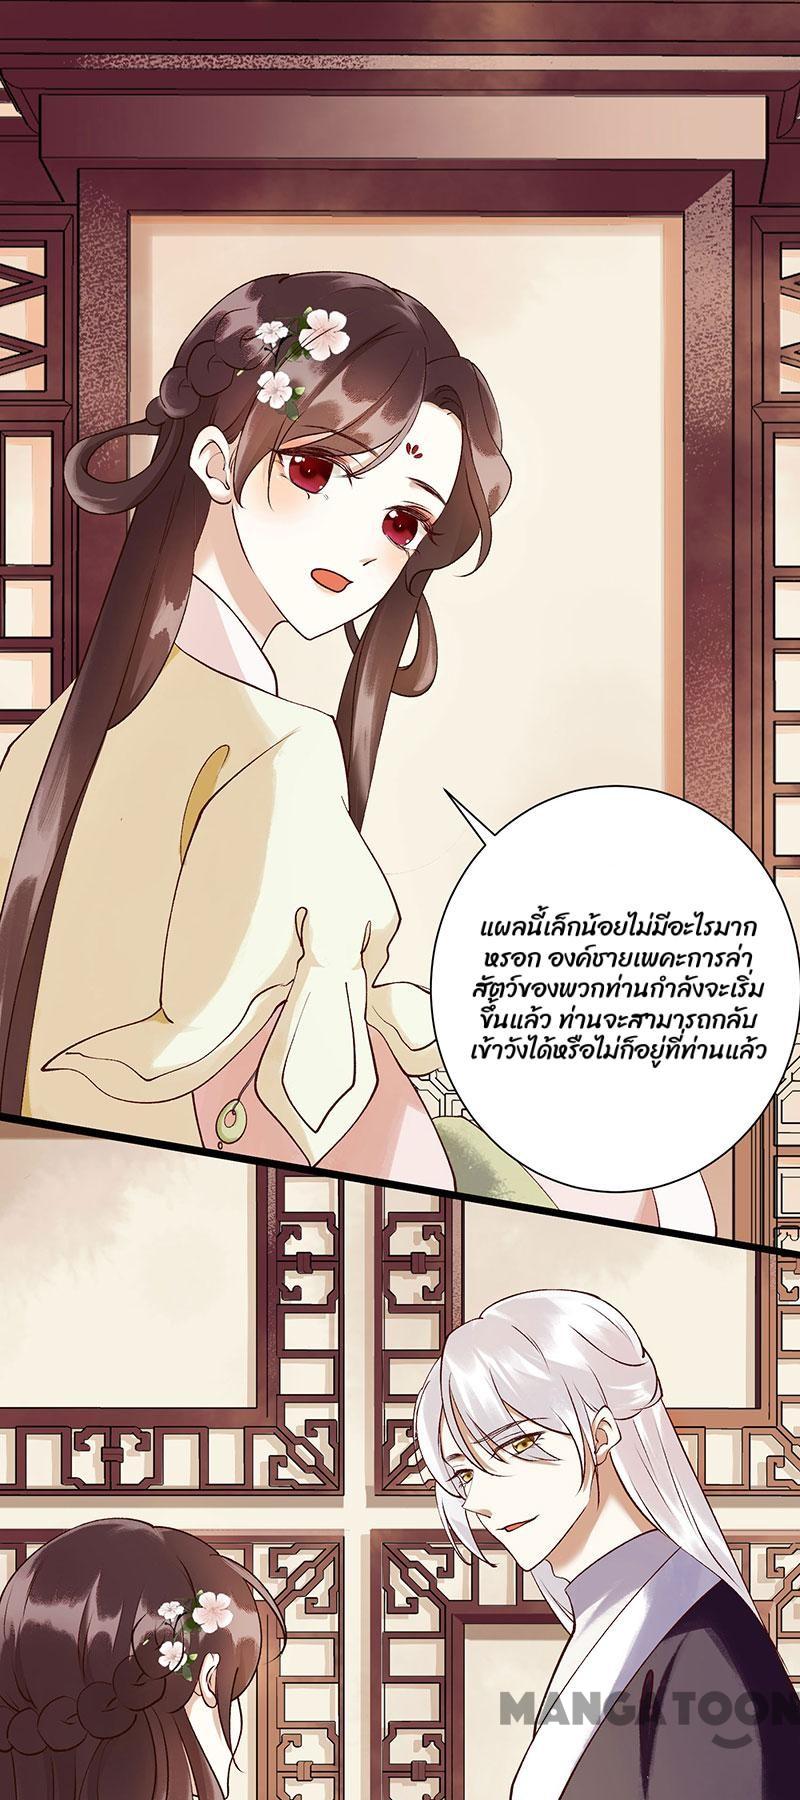 แผลนี้เล็กน้อยไม่มีอะไรมาก
หรอก องค์ชายเพคะการล่า
สัตว์ของพวกท่านกำลังจะเริ่ม
ขึ้นแล้ว ท่านจะสามารถกลับ
เข้าวังได้หรือไม่ก็อยู่ที่ท่านแล้ว
MANGATOON